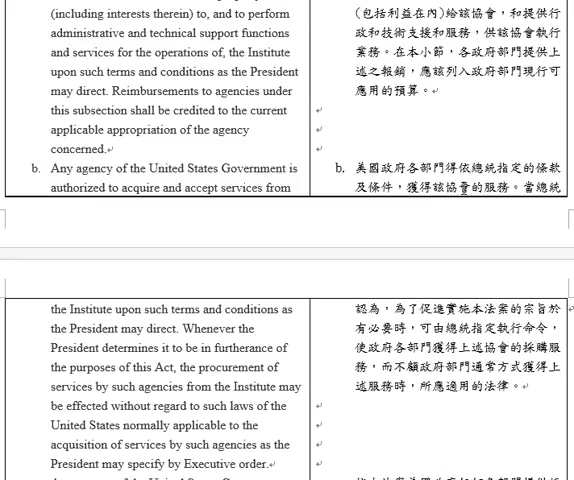 (including interests therein) to, and to perform
administrative and technical support functions
and services for the operations of, the Institute
upon such terms and conditions as the President
may direct. Reimbursements to agencies under
this subsection shall be credited to the current
applicable appropriation of the agency
concerned.
b. Any agency of the United States Government is
authorized to acquire and accept services from
(包括利益在內)給該協會，和提供行
政和技術支援和服務，供該協會執行
業務。在本小節，各政府部門提供上
述之報銷，應該列入政府部門現行可
應用的預算。
b. 美國政府各部門得依總統指定的條款
及條件，獲得該協會的服務。當總統
the Institute upon such terms and conditions as
the President may direct. Whenever the
President determines it to be in furtherance of
the purposes of this Act, the procurement of
services by such agencies from the Institute may
be effected without regard to such laws of the
United States normally applicable to the
acquisition of services by such agencies as the
President may specify by Executive order.
認為，為了促進實施本法案的宗旨於
有必要時，可由總統指定執行命令，
使政府各部門獲得上述協會的採購服
務，而不顧政府部門通常方式獲得上
述服務時，所應適用的法律。